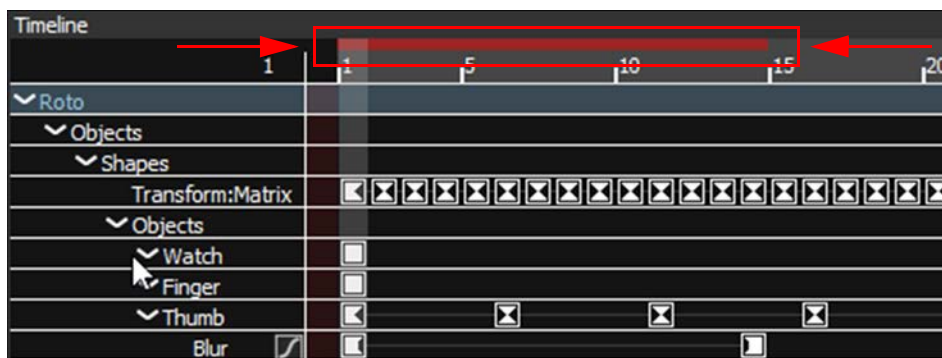 Timeline
1 1 5 10 15 20
Roto
Objects
Shapes
Transform:Matrix
Objects
Watch
Finger
Thumb
Blur